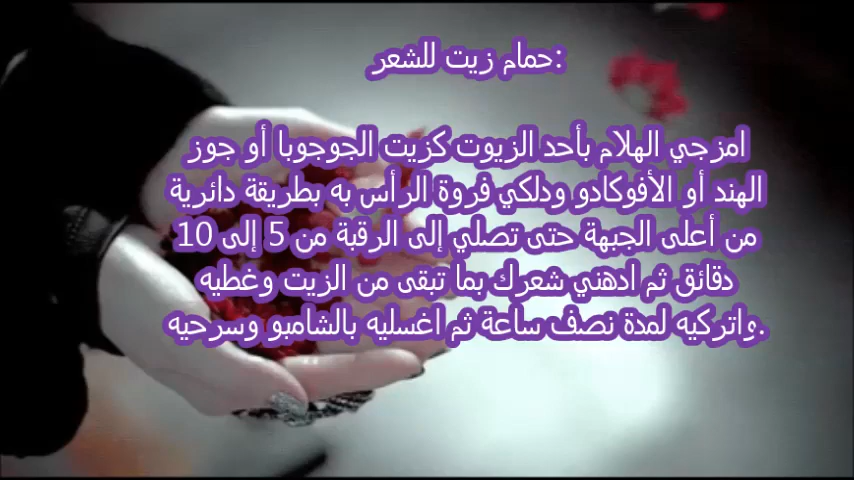 حمام زيت للشعر:
امزجي الهلام بأحد الزيوت كزيت الجوجوبا أو جوز
الهند أو الأفوكادو ودلكي فروة الرأس به بطريقة دائرية
من أعلى الجبهة حتى تصلي إلى الرقبة من 5 إلى 10
دقائق ثم ادهني شعرك بما تبقى من الزيت وغطيه
واتركيه لمدة نصف ساعة ثم اغسليه بالشامبو وسرحيه.